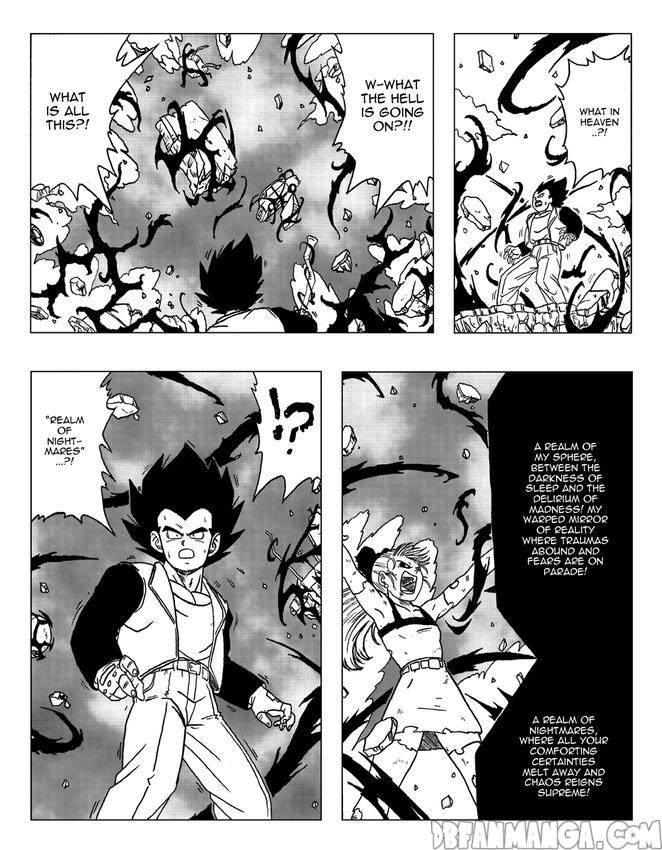 WHAT IN
HEAVEN
..?!
W-WHAT
THE HELL
IS GOING
ON?!!
WHAT
IS ALL
THIS?!
A REALM OF
MY SPHERE,
BETWEEN THE
DARKNESS OF
SLEEP AND THE
DELIRIUM OF
MADNESS! MY
WARPED MIRROR
OF REALITY
WHERE TRAUMAS
ABOUND AND
FEARS ARE ON
PARADE!
A REALM OF
NIGHTMARES,
WHERE ALL YOUR
COMFORTING
CERTAINTIES
MELT AWAY AND
CHAOS REIGNS
SUPREME!
!?
"REALM
OF
NIGHT-
MARES"
...?!
DBFANMANGA.COM